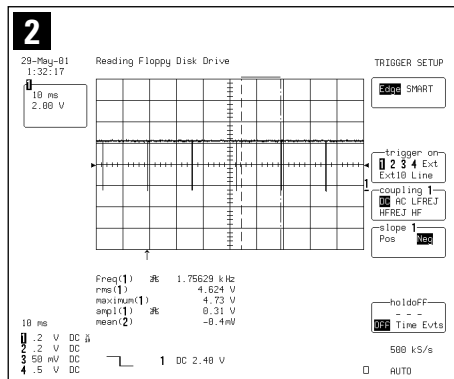 2
29-May-01
1:32:17
Reading Floppy Disk Drive
TRIGGER SETUP
1
10 ms
2.00 V
Edge SMART
trigger on
1 2 3 4 Ext
Ext10 Line
1
coupling 1
DC AC LFREJ
HFREJ HF
slope 1
Pos Neg
freq(1) 1.75629 kHz
rms(1) 4.624 V
maximum(1) 4.73 V
ampl(1) 0.31 V
mean(2) -0.4mV
holdoff
- - -
Off Time Evts
10 ms
1 .2 V DC
2 .2 V DC
3 50 mV DC
4 .5 V DC
1 DC 2.40 V
500 kS/s
AUTO